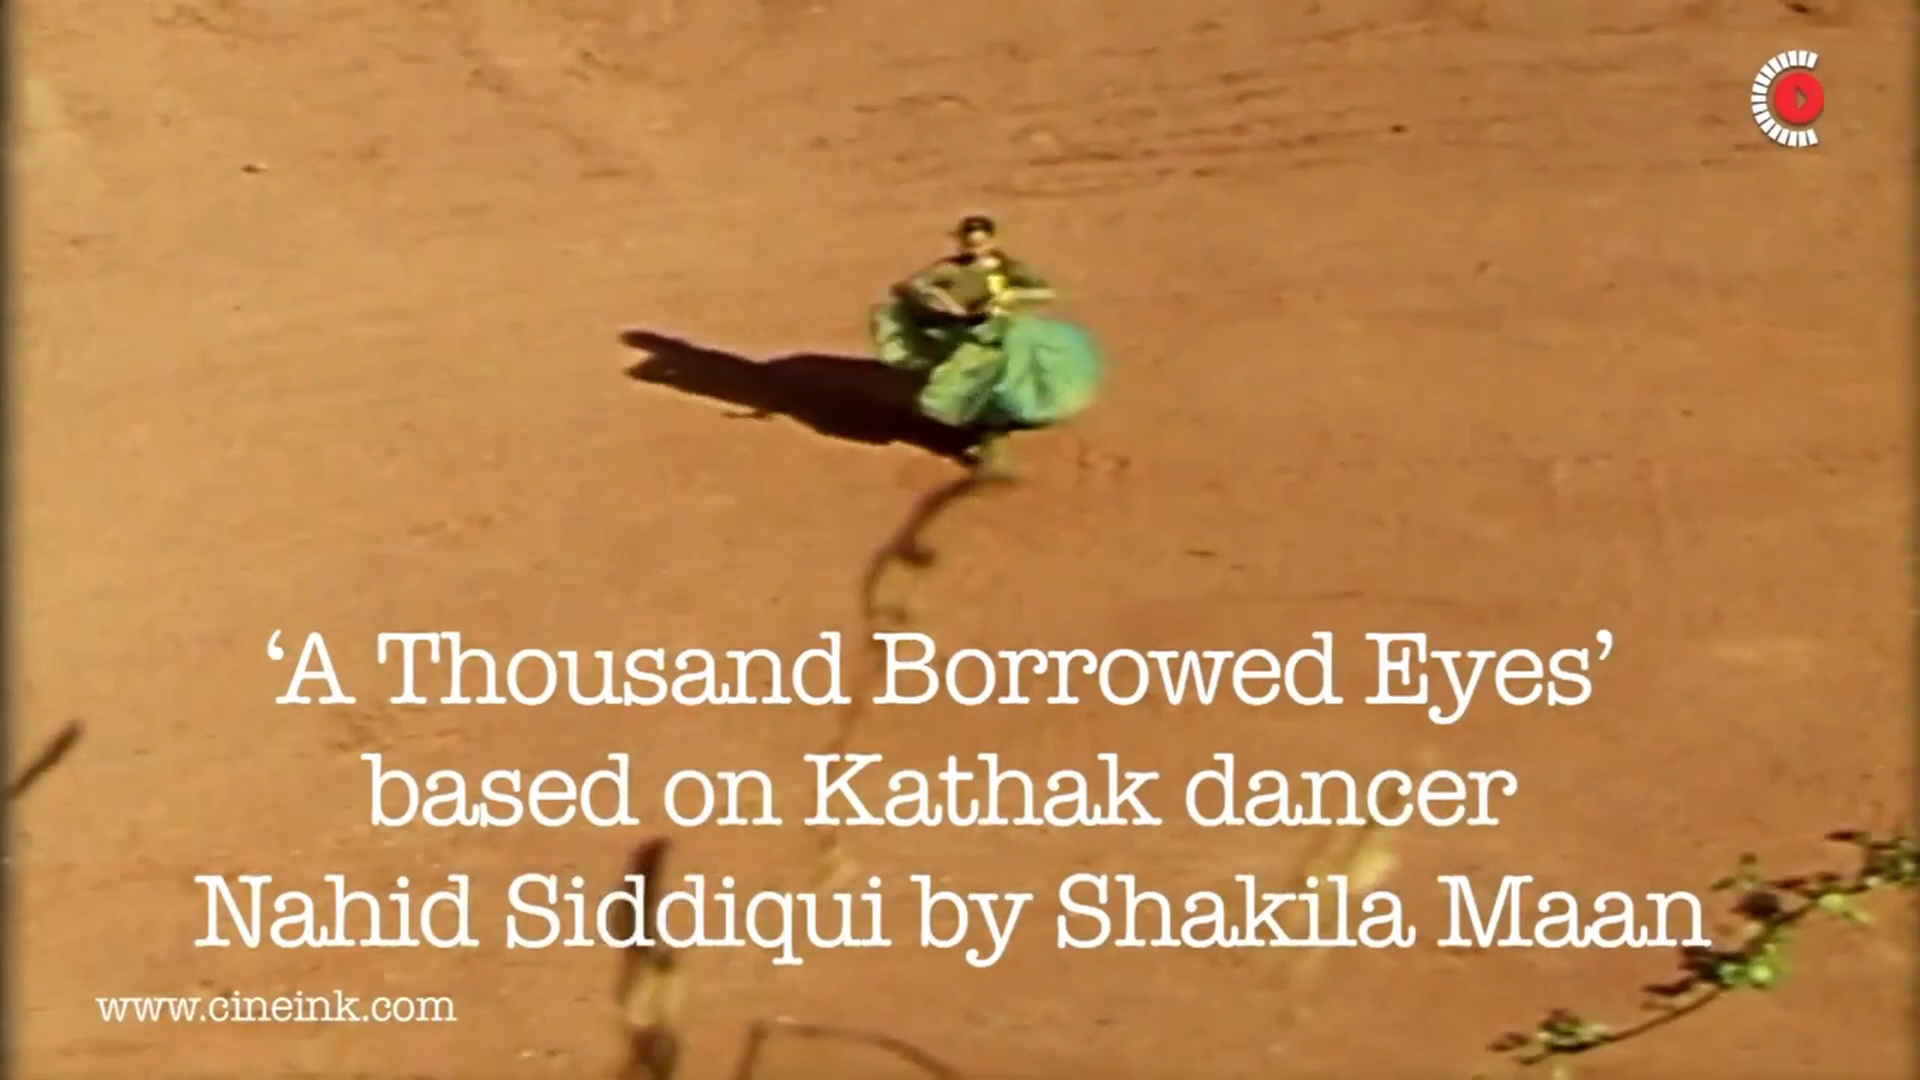 ‘A Thousand Borrowed Eyes’
based on Kathak dancer
Nahid Siddiqui by Shakila Maan
www.cineink.com